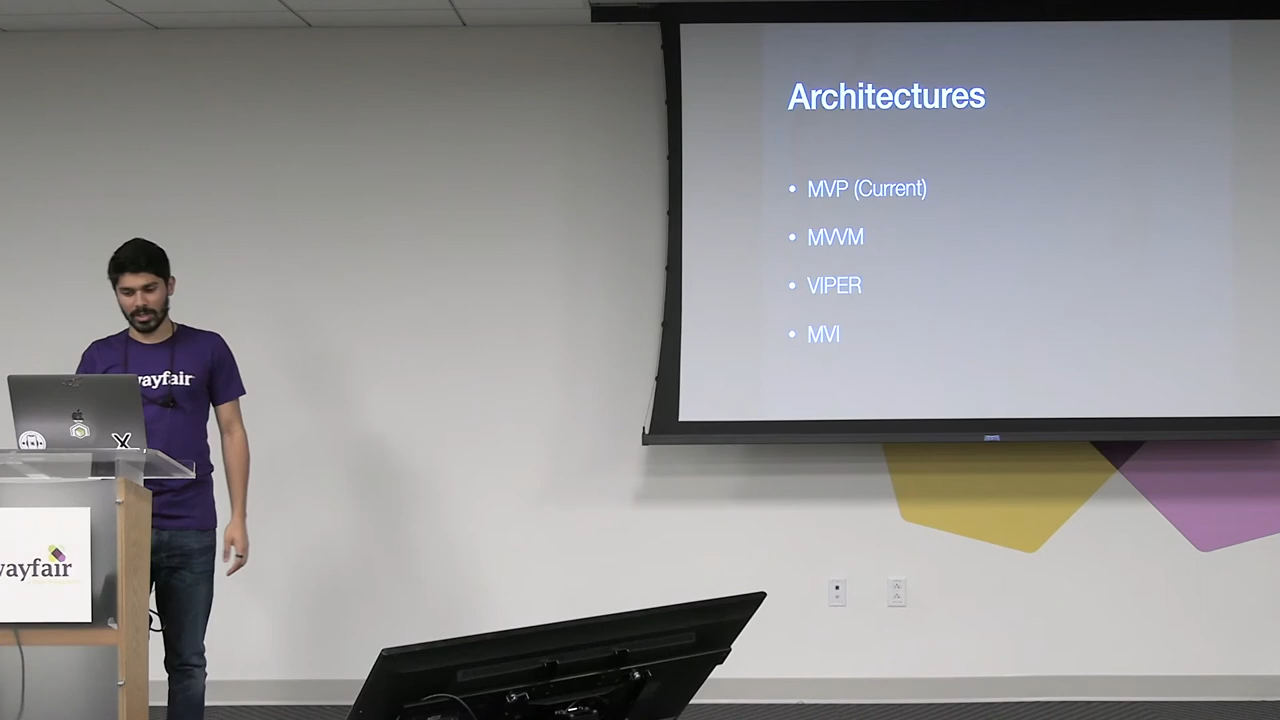 Architectures
• MVP (Current)
• MVVM
• VIPER
• MVI
wayfair
X
wayfair